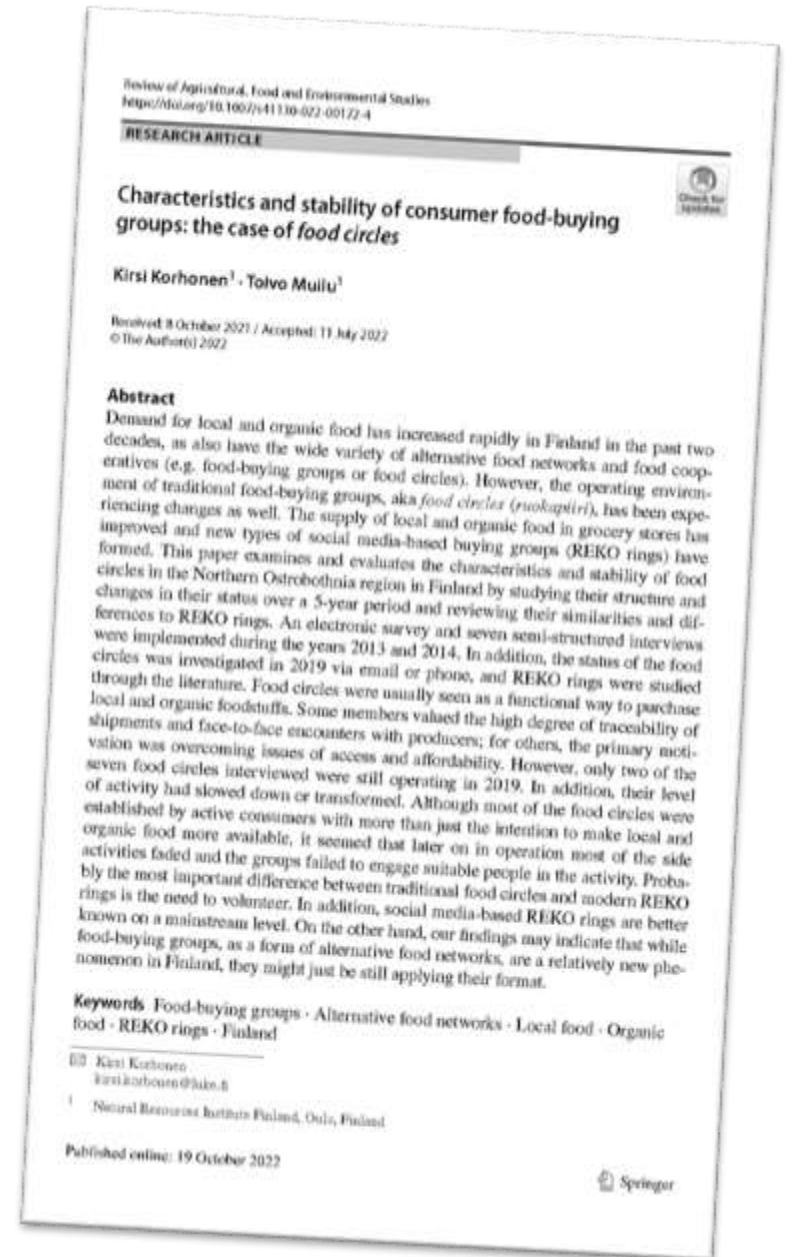 Review of Agricultural, Food and Environmental Studies
https://doi.org/10.1007/s41130-022-00172-4
RESEARCH ARTICLE
Check for
updates
Characteristics and stability of consumer food-buying
groups: the case of food circles
Kirsi Korhonen¹ · Toivo Muilu¹
Received: 8 October 2021 / Accepted: 11 July 2022
© The Author(s) 2022
Abstract
Demand for local and organic food has increased rapidly in Finland in the past two
decades, as also have the wide variety of alternative food networks and food coop-
eratives (e.g. food-buying groups or food circles). However, the operating environ-
ment of traditional food-buying groups, aka food circles (ruokapiiri), has been expe-
riencing changes as well. The supply of local and organic food in grocery stores has
improved and new types of social media-based buying groups (REKO rings) have
formed. This paper examines and evaluates the characteristics and stability of food
circles in the Northern Ostrobothnia region in Finland by studying their structure and
changes in their status over a 5-year period and reviewing their similarities and dif-
ferences to REKO rings. An electronic survey and seven semi-structured interviews
were implemented during the years 2013 and 2014. In addition, the status of the food
circles was investigated in 2019 via email or phone, and REKO rings were studied
through the literature. Food circles were usually seen as a functional way to purchase
local and organic foodstuffs. Some members valued the high degree of traceability of
shipments and face-to-face encounters with producers; for others, the primary moti-
vation was overcoming issues of access and affordability. However, only two of the
seven food circles interviewed were still operating in 2019. In addition, their level
of activity had slowed down or transformed. Although most of the food circles were
established by active consumers with more than just the intention to make local and
organic food more available, it seemed that later on in operation most of the side
activities faded and the groups failed to engage suitable people in the activity. Proba-
bly the most important difference between traditional food circles and modern REKO
rings is the need to volunteer. In addition, social media-based REKO rings are better
known on a mainstream level. On the other hand, our findings may indicate that while
food-buying groups, as a form of alternative food networks, are a relatively new phe-
nomenon in Finland, they might just be still applying their format.
Keywords Food-buying groups · Alternative food networks · Local food · Organic
food · REKO rings · Finland
Kirsi Korhonen
kirsi.korhonen@luke.fi
1 Natural Resources Institute Finland, Oulu, Finland
Published online: 19 October 2022
Springer